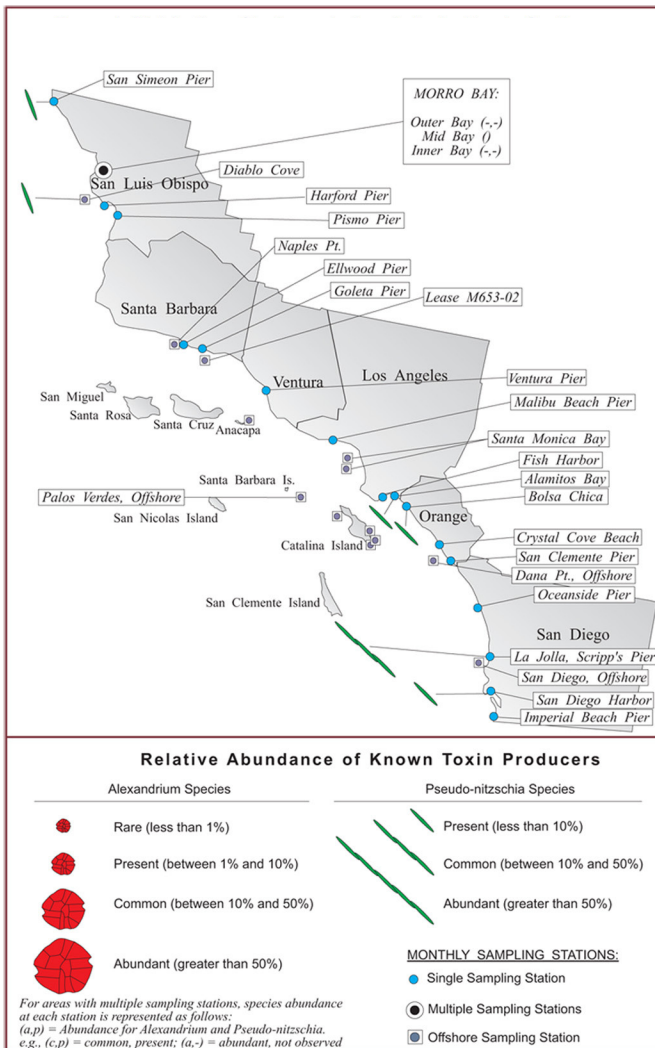 San Simeon Pier
MORRO BAY:
Outer Bay (-,-)
Mid Bay ()
Inner Bay (-,-)
Diablo Cove
San Luis Obispo
Harford Pier
Pismo Pier
Naples Pt.
Ellwood Pier
Goleta Pier
Lease M653-02
Santa Barbara
Ventura
Los Angeles
Ventura Pier
San Miguel
Santa Rosa
Santa Cruz
Anacapa
Malibu Beach Pier
Santa Monica Bay
Fish Harbor
Santa Barbara Is.
Alamitos Bay
Palos Verdes, Offshore
Bolsa Chica
San Nicolas Island
Orange
Catalina Island
Crystal Cove Beach
San Clemente Pier
Dana Pt., Offshore
San Clemente Island
Oceanside Pier
San Diego
La Jolla, Scripp's Pier
San Diego, Offshore
San Diego Harbor
Imperial Beach Pier
Relative Abundance of Known Toxin Producers
Alexandrium Species
Rare (less than 1%)
Present (between 1% and 10%)
Common (between 10% and 50%)
Abundant (greater than 50%)
For areas with multiple sampling stations, species abundance
at each station is represented as follows:
(a,p) = Abundance for Alexandrium and Pseudo-nitzschia.
e.g., (c,p) = common, present; (a,-) = abundant, not observed
Pseudo-nitzschia Species
Present (less than 10%)
Common (between 10% and 50%)
Abundant (greater than 50%)
MONTHLY SAMPLING STATIONS:
Single Sampling Station
Multiple Sampling Stations
Offshore Sampling Station